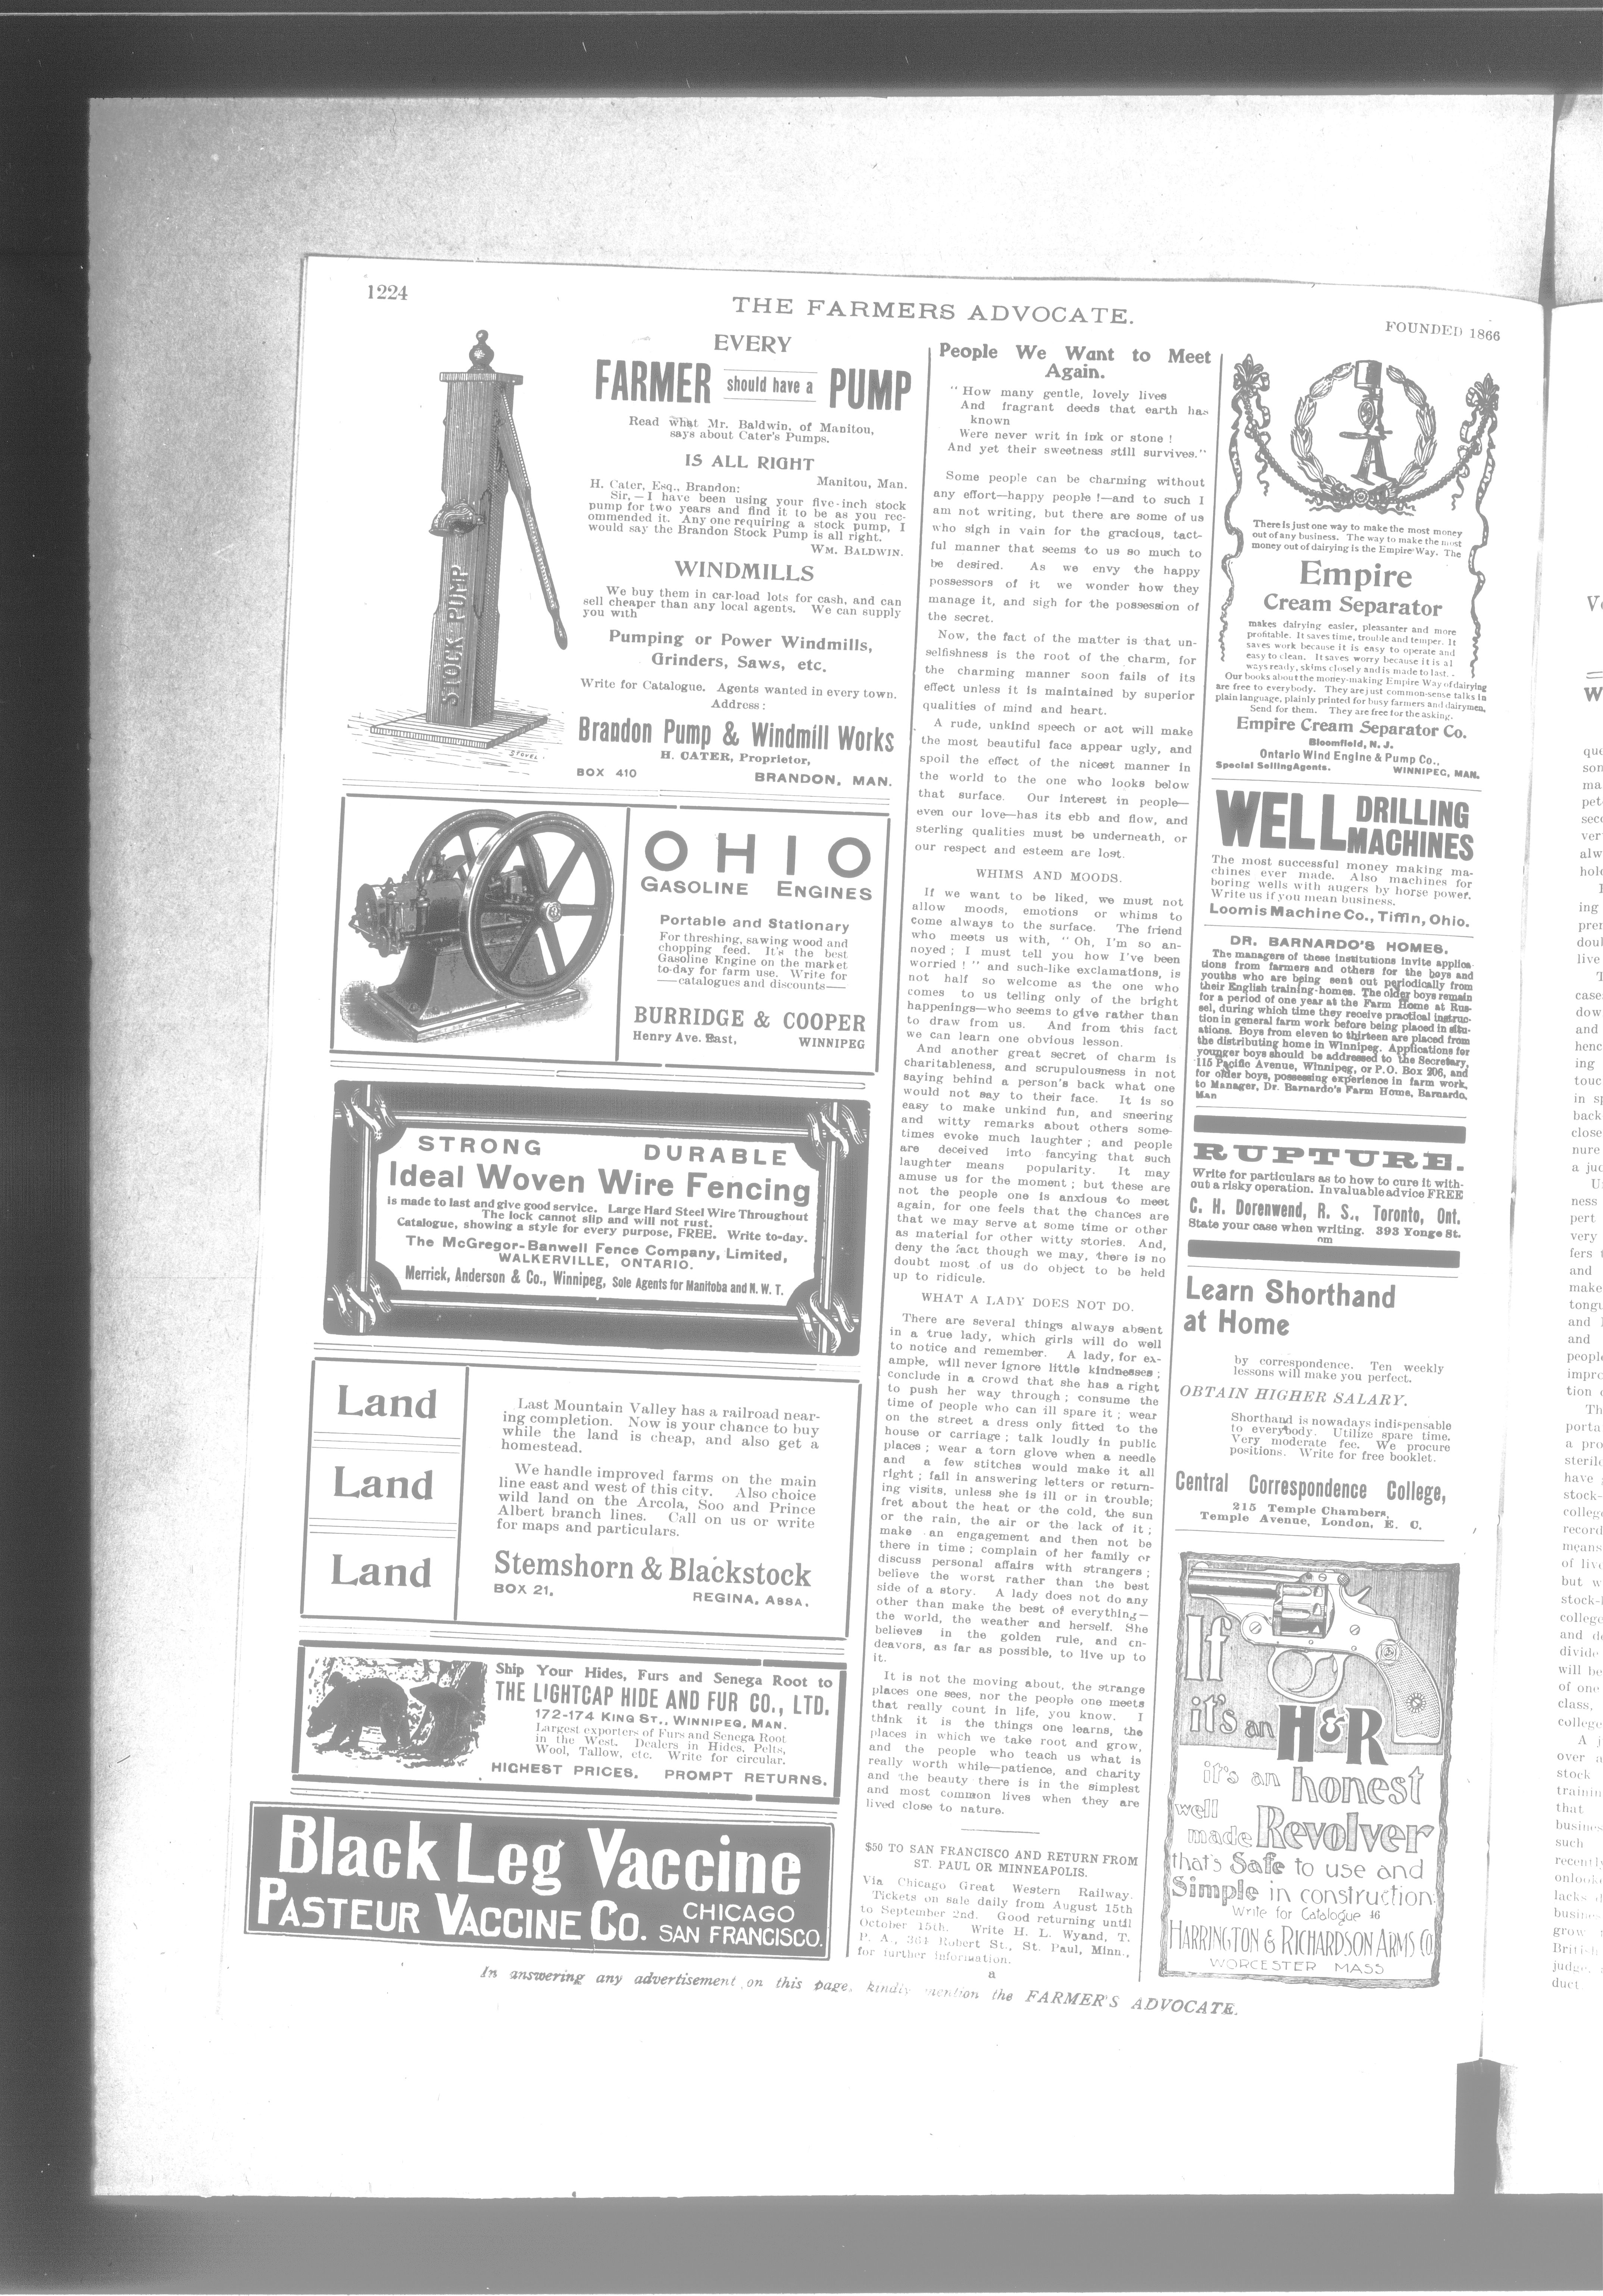 1224
THE FARMERS ADVOCATE.
FOUNDED 1866
STOCK PUMP
EVERY
FARMER should have a PUMP
Read what Mr. Baldwin, of Manitou,
says about Cater's Pumps.
IS ALL RIGHT
Manitou, Man.
H. Cater, Esq., Brandon:
Sir,—I have been using your five-inch stock
pump for two years and find it to be as you rec-
ommended it. Any one requiring a stock pump, I
would say the Brandon Stock Pump is all right.
WM. BALDWIN.
WINDMILLS
We buy them in car-load lots for cash, and can
sell cheaper than any local agents. We can supply
you with
Pumping or Power Windmills,
Grinders, Saws, etc.
Write for Catalogue. Agents wanted in every town.
Address:
Brandon Pump & Windmill Works
H. CATER, Proprietor,
BOX 410 BRANDON, MAN.
OHIO
GASOLINE ENGINES
Portable and Stationary
For threshing, sawing wood and
chopping feed. It's the best
Gasoline Engine on the market
to-day for farm use. Write for
—catalogues and discounts—
BURRIDGE & COOPER
Henry Ave. East, WINNIPEG
STRONG DURABLE
Ideal Woven Wire Fencing
is made to last and give good service. Large Hard Steel Wire Throughout
The lock cannot slip and will not rust.
Catalogue, showing a style for every purpose, FREE. Write to-day.
The McGregor-Banwell Fence Company, Limited,
WALKERVILLE, ONTARIO.
Merrick, Anderson & Co., Winnipeg, Sole Agents for Manitoba and N. W. T.
Land
Land
Land
Last Mountain Valley has a railroad near-
ing completion. Now is your chance to buy
while the land is cheap, and also get a
homestead.
We handle improved farms on the main
line east and west of this city. Also choice
wild land on the Arcola, Soo and Prince
Albert branch lines. Call on us or write
for maps and particulars.
Stemshorn & Blackstock
BOX 21, REGINA, ASSA.
Ship Your Hides, Furs and Senega Root to
THE LIGHTCAP HIDE AND FUR CO., LTD.
172-174 KING ST., WINNIPEG, MAN.
Largest exporters of Furs and Senega Root
in the West. Dealers in Hides, Pelts,
Wool, Tallow, etc. Write for circular.
HIGHEST PRICES. PROMPT RETURNS.
Black Leg Vaccine
PASTEUR VACCINE CO. CHICAGO
SAN FRANCISCO.
People We Want to Meet
Again.
"How many gentle, lovely lives
And fragrant deeds that earth has
known
Were never writ in ink or stone!
And yet their sweetness still survives."
Some people can be charming without
any effort—happy people!—and to such I
am not writing, but there are some of us
who sigh in vain for the gracious, tact-
ful manner that seems to us so much to
be desired. As we envy the happy
possessors of it we wonder how they
manage it, and sigh for the possession of
the secret.
Now, the fact of the matter is that un-
selfishness is the root of the charm, for
the charming manner soon fails of its
effect unless it is maintained by superior
qualities of mind and heart.
A rude, unkind speech or act will make
the most beautiful face appear ugly, and
spoil the effect of the nicest manner in
the world to the one who looks below
that surface. Our interest in people—
even our love—has its ebb and flow, and
sterling qualities must be underneath, or
our respect and esteem are lost.
WHIMS AND MOODS.
If we want to be liked, we must not
allow moods, emotions or whims to
come always to the surface. The friend
who meets us with, "Oh, I'm so an-
noyed; I must tell you how I've been
worried!" and such-like exclamations, is
not half so welcome as the one who
comes to us telling only of the bright
happenings—who seems to give rather than
to draw from us. And from this fact
we can learn one obvious lesson.
And another great secret of charm is
charitableness, and scrupulousness in not
saying behind a person's back what one
would not say to their face. It is so
easy to make unkind fun, and sneering
and witty remarks about others some-
times evoke much laughter; and people
are deceived into fancying that such
laughter means popularity. It may
amuse us for the moment; but these are
not the people one is anxious to meet
again, for one feels that the chances are
that we may serve at some time or other
as material for other witty stories. And,
deny the fact though we may, there is no
doubt most of us do object to be held
up to ridicule.
WHAT A LADY DOES NOT DO.
There are several things always absent
in a true lady, which girls will do well
to notice and remember. A lady, for ex-
ample, will never ignore little kindnesses;
conclude in a crowd that she has a right
to push her way through; consume the
time of people who can ill spare it; wear
on the street a dress only fitted to the
house or carriage; talk loudly in public
places; wear a torn glove when a needle
and a few stitches would make it all
right; fail in answering letters or return-
ing visits, unless she is ill or in trouble;
fret about the heat or the cold, the sun
or the rain, the air or the lack of it;
make an engagement and then not be
there in time; complain of her family or
discuss personal affairs with strangers;
believe the worst rather than the best
side of a story. A lady does not do any
other than make the best of everything—
the world, the weather and herself. She
believes in the golden rule, and en-
deavors, as far as possible, to live up to
it.
It is not the moving about, the strange
places one sees, nor the people one meets
that really count in life, you know. I
think it is the things one learns, the
places in which we take root and grow,
and the people who teach us what is
really worth while—patience, and charity
and the beauty there is in the simplest
and most common lives when they are
lived close to nature.
$50 TO SAN FRANCISCO AND RETURN FROM
ST. PAUL OR MINNEAPOLIS.
Via Chicago Great Western Railway.
Tickets on sale daily from August 15th
to September 2nd. Good returning until
October 15th. Write H. L. Wyand, T.
P. A., 364 Robert St., St. Paul, Minn.,
for further information.
a
There is just one way to make the most money
out of any business. The way to make the most
money out of dairying is the Empire Way. The
Empire
Cream Separator
makes dairying easier, pleasanter and more
profitable. It saves time, trouble and temper. It
saves work because it is easy to operate and
easy to clean. It saves worry because it is al
ways ready, skims closely and is made to last.
Our books about the money-making Empire Way of dairying
are free to everybody. They are just common-sense talks in
plain language, plainly printed for busy farmers and dairymen.
Send for them. They are free for the asking.
Empire Cream Separator Co.
Bloomfield, N. J.
Ontario Wind Engine & Pump Co.,
Special Selling Agents. WINNIPEG, MAN.
WELL DRILLING
MACHINES
The most successful money making ma-
chines ever made. Also machines for
boring wells with augers by horse power.
Write us if you mean business.
Loomis Machine Co., Tiffin, Ohio.
DR. BARNARDO'S HOMES.
The managers of these institutions invite applica
tions from farmers and others for the boys and
youths who are being sent out periodically from
their English training-homes. The older boys remain
for a period of one year at the Farm Home at Rus-
sel, during which time they receive practical instruc-
tion in general farm work before being placed in situ-
ations. Boys from eleven to thirteen are placed from
the distributing home in Winnipeg. Applications for
younger boys should be addressed to the Secretary,
115 Pacific Avenue, Winnipeg, or P.O. Box 206, and
for older boys, possessing experience in farm work,
to Manager, Dr. Barnardo's Farm Home, Barnardo,
Man
RUPTURE.
Write for particulars as to how to cure it with-
out a risky operation. Invaluable advice FREE
C. H. Dorenwend, R. S., Toronto, Ont.
State your case when writing. 393 Yonge St.
om
Learn Shorthand
at Home
by correspondence. Ten weekly
lessons will make you perfect.
OBTAIN HIGHER SALARY.
Shorthand is nowadays indispensable
to everybody. Utilize spare time.
Very moderate fee. We procure
positions. Write for free booklet.
Central Correspondence College,
215 Temple Chambers,
Temple Avenue, London, E. C.
If
it's an H&R
it's an honest
well
made Revolver
that's Safe to use and
Simple in construction
Write for Catalogue 46
HARRINGTON & RICHARDSON ARMS CO
WORCESTER MASS
In answering any advertisement on this page, kindly mention the FARMER'S ADVOCATE.